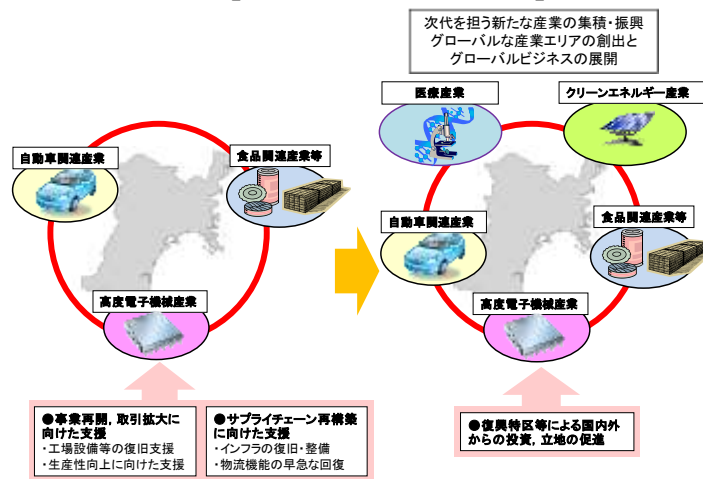 次代を担う新たな産業の集積・振興
グローバルな産業エリアの創出と
グローバルビジネスの展開
医療産業
クリーンエネルギー産業
自動車関連産業
食品関連産業等
高度電子機械産業
自動車関連産業
食品関連産業等
高度電子機械産業
●事業再開，取引拡大に
向けた支援
・工場設備等の復旧支援
・生産性向上に向けた支援
●サプライチェーン再構築
に向けた支援
・インフラの復旧・整備
・物流機能の早急な回復
●復興特区等による国内外
からの投資，立地の促進